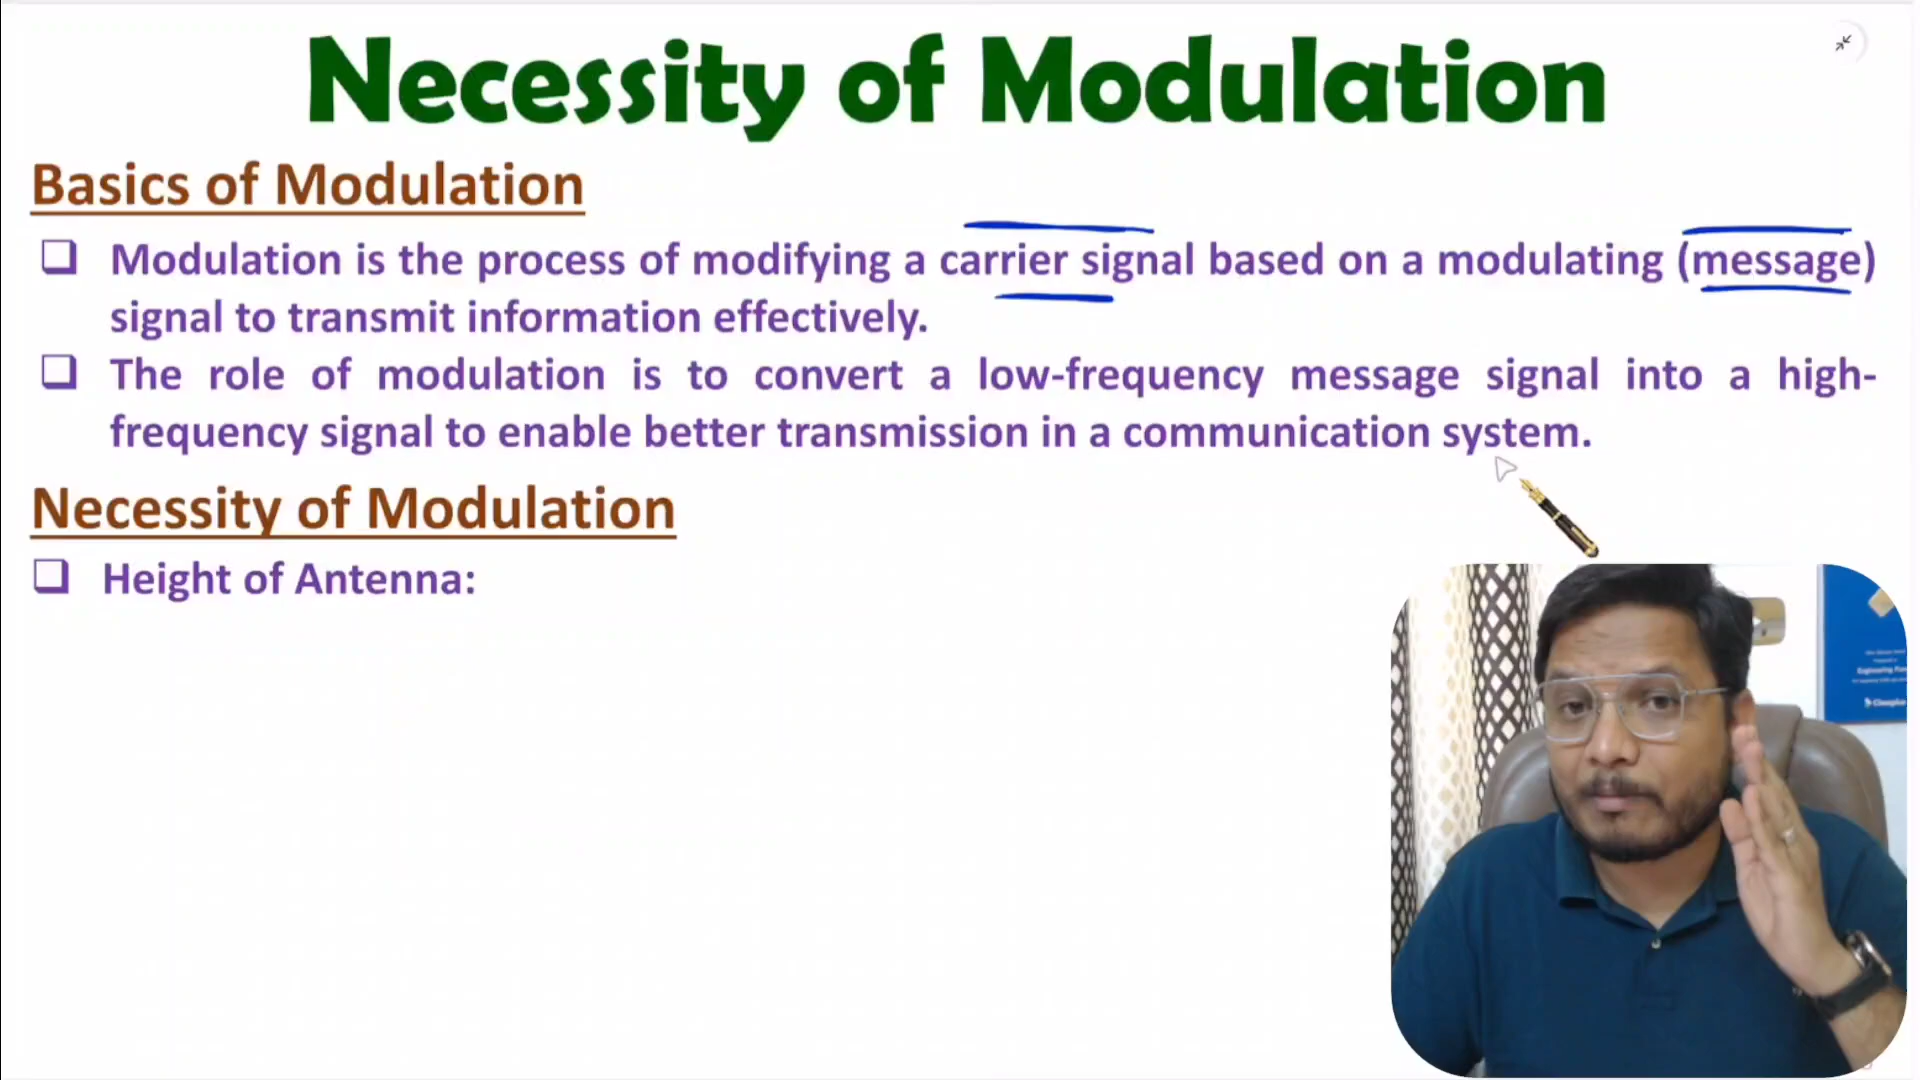 Necessity of Modulation
Basics of Modulation
❑ Modulation is the process of modifying a carrier signal based on a modulating (message)
signal to transmit information effectively.
❑ The role of modulation is to convert a low-frequency message signal into a high-
frequency signal to enable better transmission in a communication system.
Necessity of Modulation
❑ Height of Antenna: